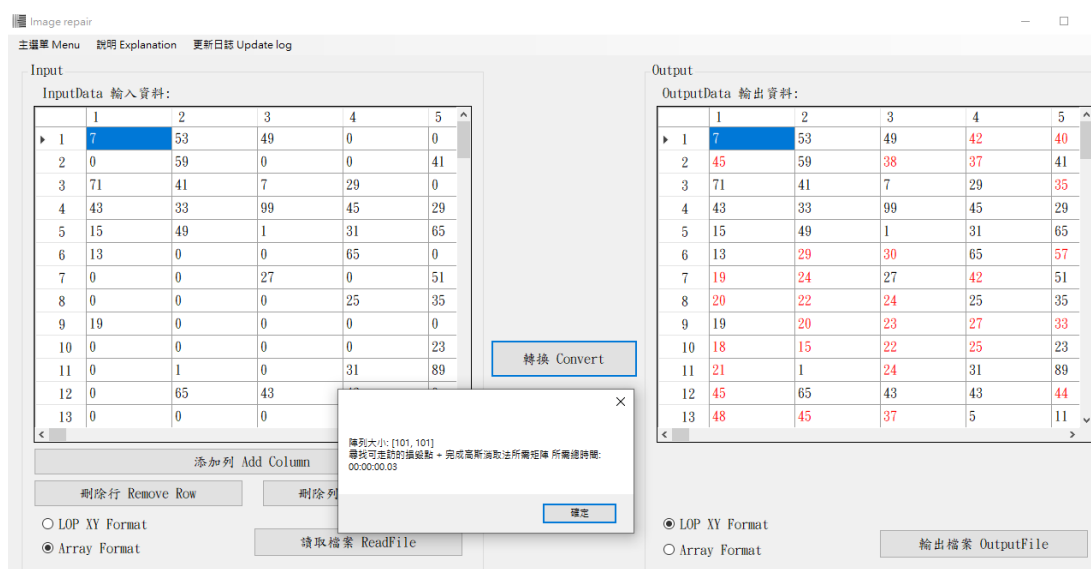 Image repair
主選單 Menu 說明 Explanation 更新日誌 Update log
Input
InputData 輸入資料:
1 2 3 4 5
1 7 53 49 0 0
2 0 59 0 0 41
3 71 41 7 29 0
4 43 33 99 45 29
5 15 49 1 31 65
6 13 0 0 65 0
7 0 0 27 0 51
8 0 0 0 25 35
9 19 0 0 0 0
10 0 0 0 0 23
11 0 1 0 31 89
12 0 65 43
13 0 0 0
添加列 Add Column
刪除行 Remove Row
刪除列
LOP XY Format
Array Format
讀取檔案 ReadFile
轉換 Convert
陣列大小: [101, 101]
尋找可走訪的損毀點 + 完成高斯消取法所需矩陣 所需總時間:
00:00:00.03
確定
Output
OutputData 輸出資料:
1 2 3 4 5
1 7 53 49 42 40
2 45 59 38 37 41
3 71 41 7 29 35
4 43 33 99 45 29
5 15 49 1 31 65
6 13 29 30 65 57
7 19 24 27 42 51
8 20 22 24 25 35
9 19 20 23 27 33
10 18 15 22 25 23
11 21 1 24 31 89
12 45 65 43 43 44
13 48 45 37 5 11
LOP XY Format
Array Format
輸出檔案 OutputFile